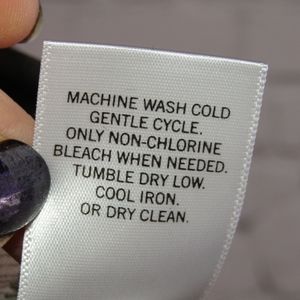 MACHINE WASH COLD
GENTLE CYCLE.
ONLY NON-CHLORINE
BLEACH WHEN NEEDED.
TUMBLE DRY LOW.
COOL IRON.
OR DRY CLEAN.